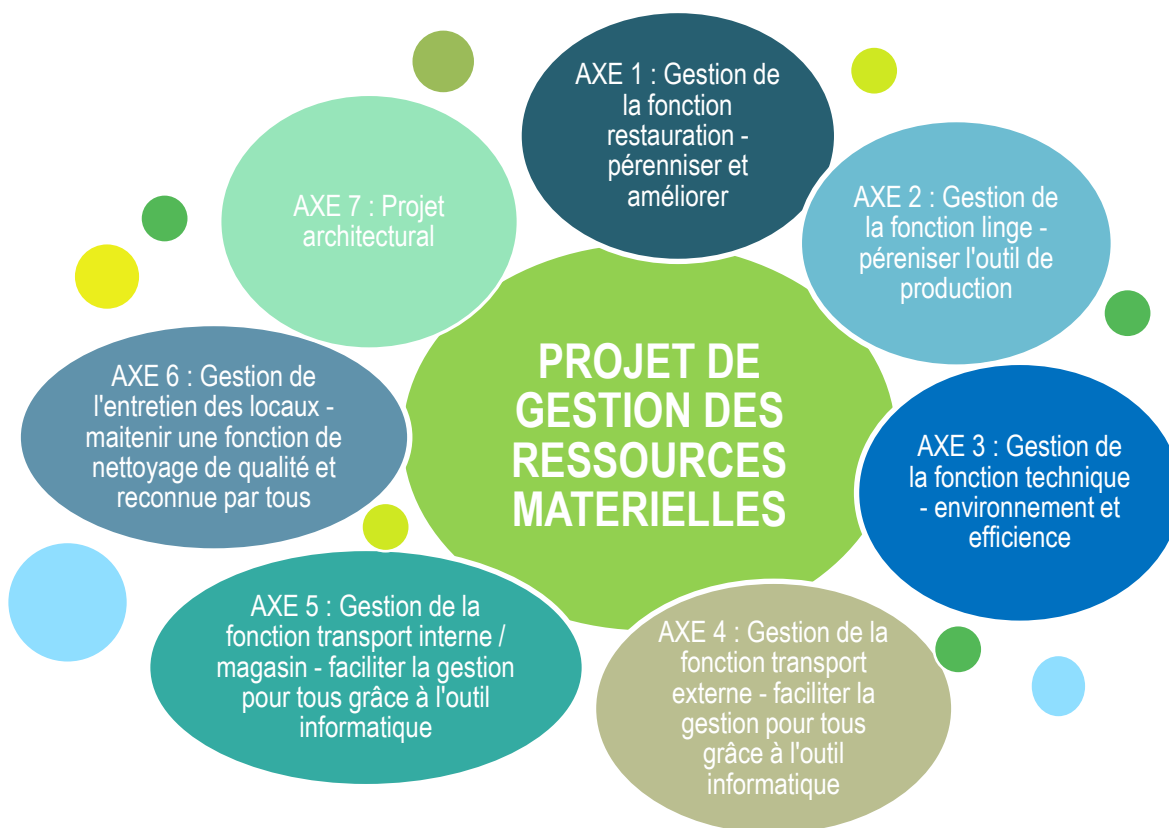 AXE 1 : Gestion de
la fonction
restauration -
pérenniser et
améliorer
AXE 2 : Gestion de
la fonction linge -
péreniser l'outil de
production
AXE 3 : Gestion de
la fonction technique
- environnement et
efficience
AXE 4 : Gestion de la
fonction transport
externe - faciliter la
gestion pour tous
grâce à l'outil
informatique
AXE 5 : Gestion de la
fonction transport interne /
magasin - faciliter la gestion
pour tous grâce à l'outil
informatique
AXE 6 : Gestion de
l'entretien des locaux -
maitenir une fonction de
nettoyage de qualité et
reconnue par tous
AXE 7 : Projet
architectural
PROJET DE
GESTION DES
RESSOURCES
MATERIELLES